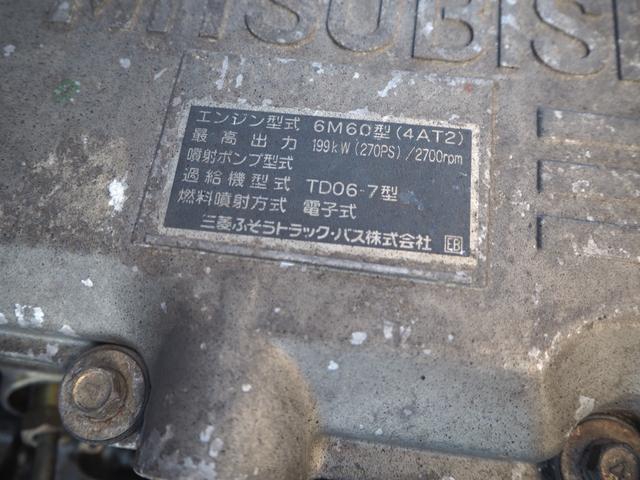 MITSUBIS
エンジン型式 6M60型(4AT2)
最高出力 199kW(270PS)/2700rpm
噴射ポンプ型式
過給機型式 TD06-7型
燃料噴射方式 電子式
三菱ふそうトラック・バス株式会社 EB